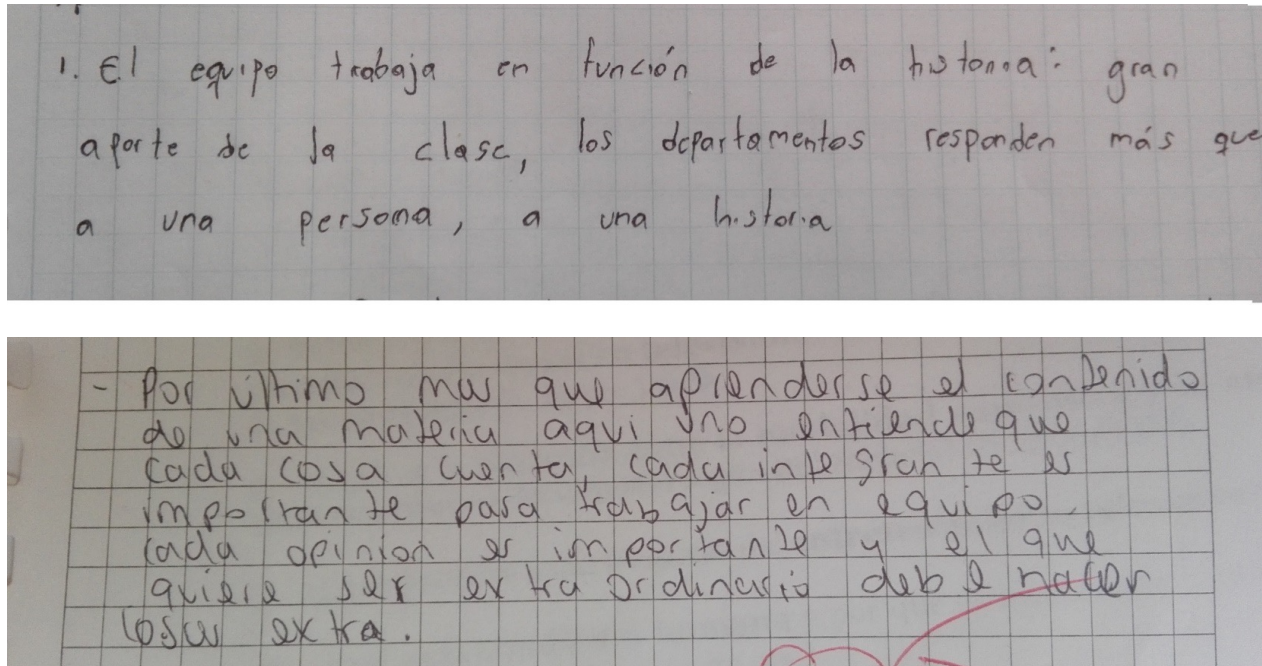 1. El equipo trabaja en función de la historia: gran
aporte de la clase, los departamentos responden más que
a una persona, a una historia
- Por último mas que aprenderse el contenido
de una materia aqui uno entiende que
cada cosa cuenta, cada integrante es
importante para trabajar en equipo
cada opinion es importante y el que
quiere ser extra ordinario debe hacer
cosas extra.